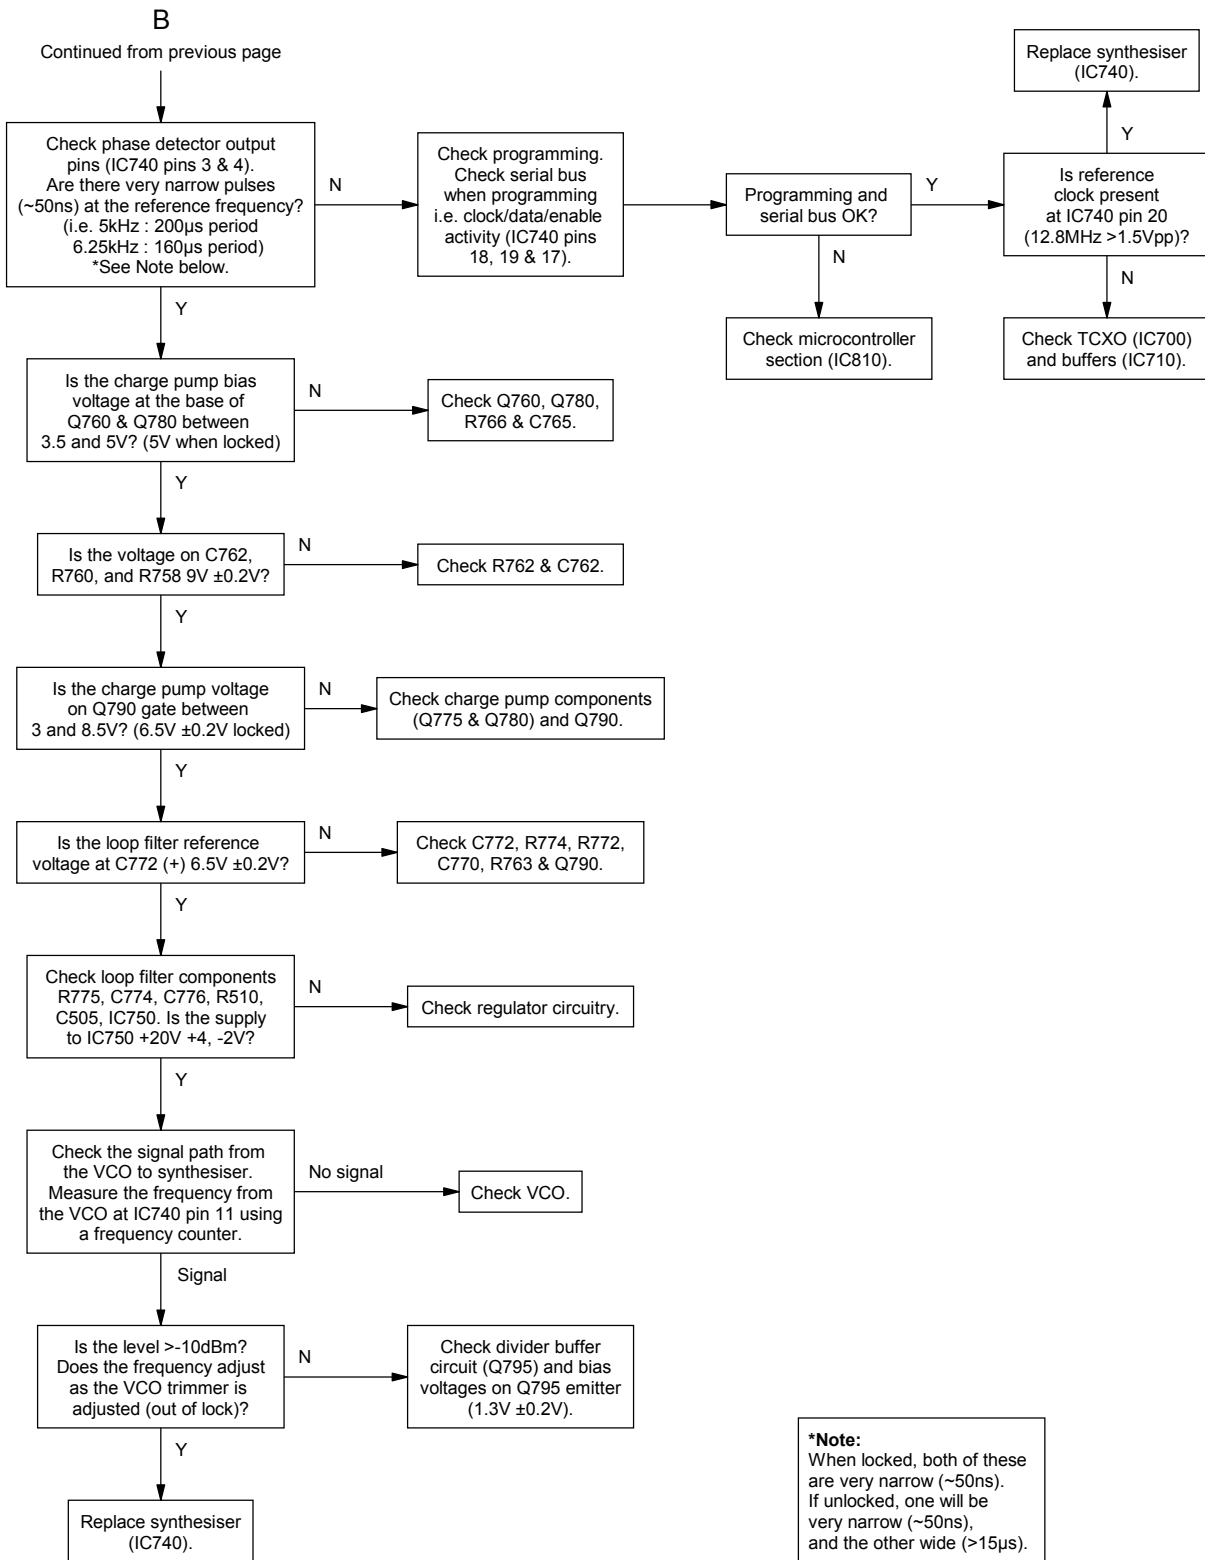 B
Continued from previous page
Check phase detector output
pins (IC740 pins 3 & 4).
Are there very narrow pulses
(~50ns) at the reference frequency?
(i.e. 5kHz : 200µs period
6.25kHz : 160µs period)
*See Note below.
N
Check programming.
Check serial bus
when programming
i.e. clock/data/enable
activity (IC740 pins
18, 19 & 17).
Programming and
serial bus OK?
Y
Is reference
clock present
at IC740 pin 20
(12.8MHz >1.5Vpp)?
Y
Replace synthesiser
(IC740).
N
Check TCXO (IC700)
and buffers (IC710).
N
Check microcontroller
section (IC810).
Y
Is the charge pump bias
voltage at the base of
Q760 & Q780 between
3.5 and 5V? (5V when locked)
N
Check Q760, Q780,
R766 & C765.
Y
Is the voltage on C762,
R760, and R758 9V ±0.2V?
N
Check R762 & C762.
Y
Is the charge pump voltage
on Q790 gate between
3 and 8.5V? (6.5V ±0.2V locked)
N
Check charge pump components
(Q775 & Q780) and Q790.
Y
Is the loop filter reference
voltage at C772 (+) 6.5V ±0.2V?
N
Check C772, R774, R772,
C770, R763 & Q790.
Y
Check loop filter components
R775, C774, C776, R510,
C505, IC750. Is the supply
to IC750 +20V +4, -2V?
N
Check regulator circuitry.
Y
Check the signal path from
the VCO to synthesiser.
Measure the frequency from
the VCO at IC740 pin 11 using
a frequency counter.
No signal
Check VCO.
Signal
Is the level >-10dBm?
Does the frequency adjust
as the VCO trimmer is
adjusted (out of lock)?
N
Check divider buffer
circuit (Q795) and bias
voltages on Q795 emitter
(1.3V ±0.2V).
Y
Replace synthesiser
(IC740).
*Note:
When locked, both of these
are very narrow (~50ns).
If unlocked, one will be
very narrow (~50ns),
and the other wide (>15µs).